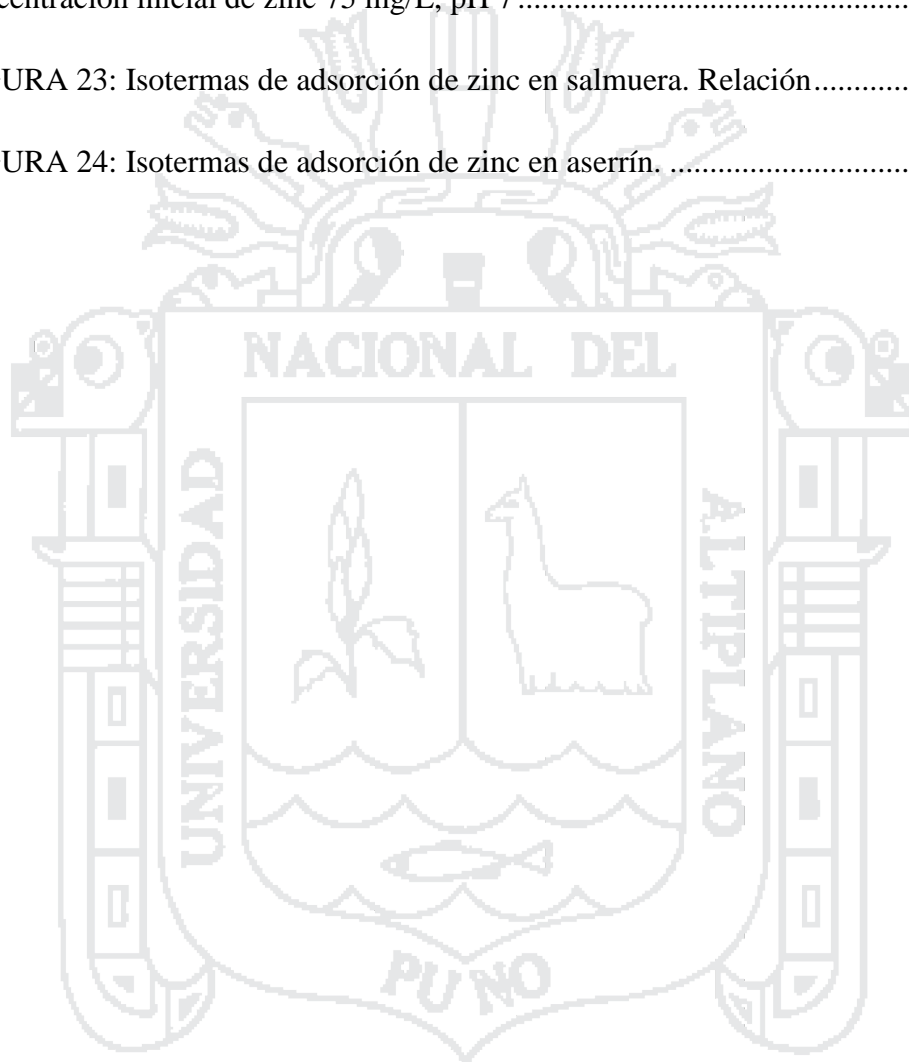 centración inicial de zinc 75 mg/L, pH 7.................................................
URA 23: Isotermas de adsorción de zinc en salmuera. Relación............
URA 24: Isotermas de adsorción de zinc en aserrín. .............................
NACIONAL DEL
UNIVERSIDAD
ALTIPLANO
PUNO